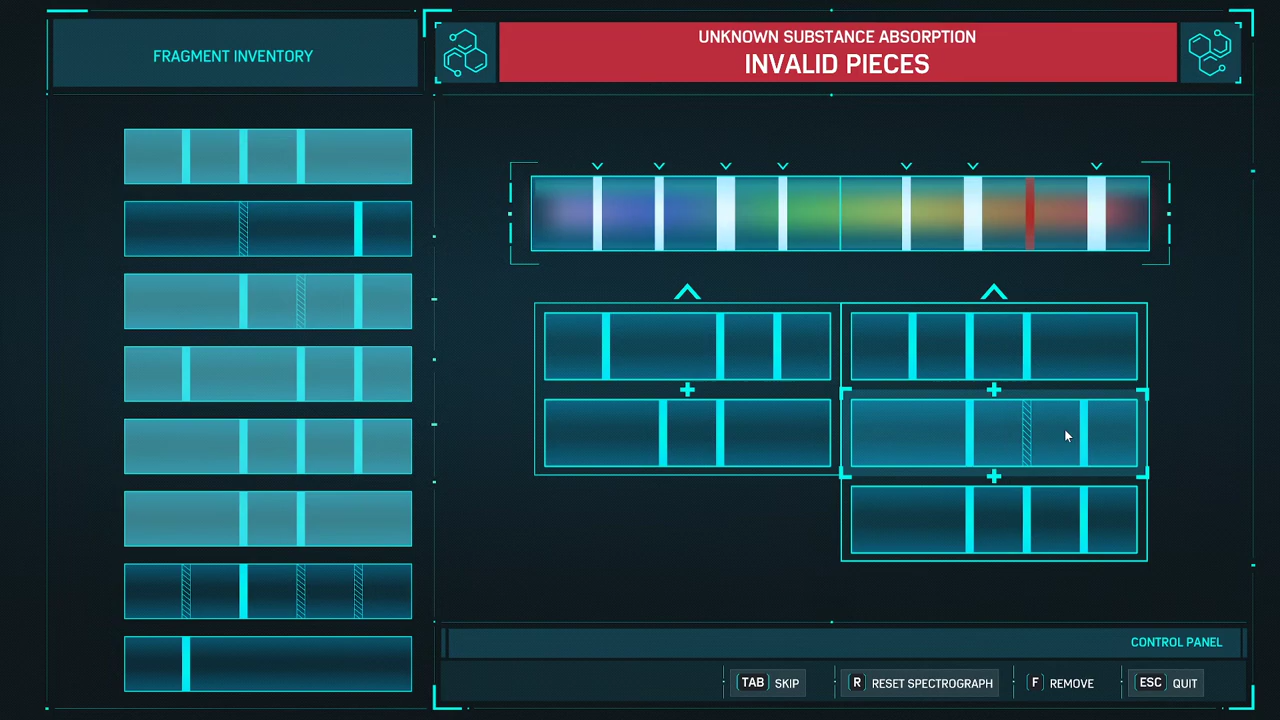 FRAGMENT INVENTORY
UNKNOWN SUBSTANCE ABSORPTION
INVALID PIECES
CONTROL PANEL
TAB SKIP
R RESET SPECTROGRAPH
F REMOVE
ESC QUIT